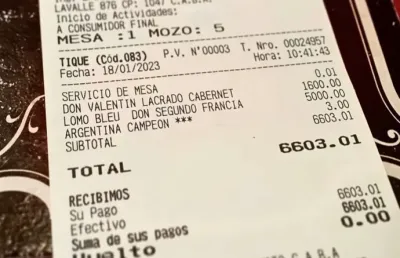 LAVALLE 876 CP: 1047 C.A.B.A.
Inicio de Actividades:
A CONSUMIDOR FINAL
MESA :1 MOZO: 5
TIQUE (Cód.083) P.V. Nº00003 T. Nro. 00024957
Fecha: 18/01/2023 Hora: 10:41:43
SERVICIO DE MESA 0.01
DON VALENTIN LACRADO CABERNET 1600.00
LOMO BLEU DON SEGUNDO FRANCIA 5000.00
ARGENTINA CAMPEON *** 3.00
SUBTOTAL 6603.01
TOTAL 6603.01
RECIBIMOS
Su Pago 6603.01
Efectivo 6603.01
Suma de sus pagos 0.00
Vuelto
C.A.B.A